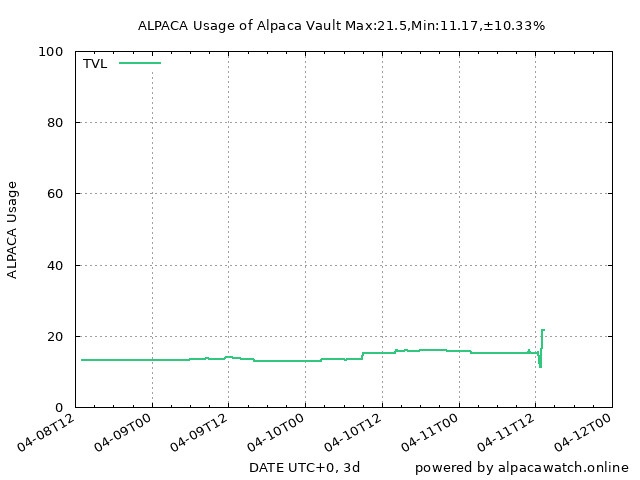 ALPACA Usage of Alpaca Vault Max:21.5,Min:11.17,±10.33%
100
TVL
80
60
40
20
0
ALPACA Usage
04-08T12
04-09T00
04-09T12
04-10T00
04-10T12
04-11T00
04-11T12
04-12T00
DATE UTC+0, 3d
powered by alpacawatch.online